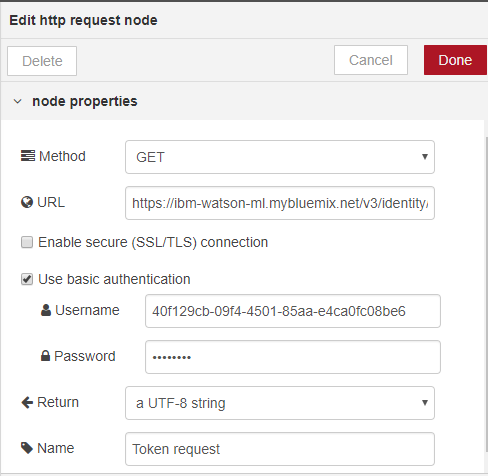 Edit http request node
Delete
Cancel
Done
node properties
Method
GET
URL
https://ibm-watson-ml.mybluemix.net/v3/identity/
Enable secure (SSL/TLS) connection
Use basic authentication
Username
40f129cb-09f4-4501-85aa-e4ca0fc08be6
Password
••••••••
Return
a UTF-8 string
Name
Token request